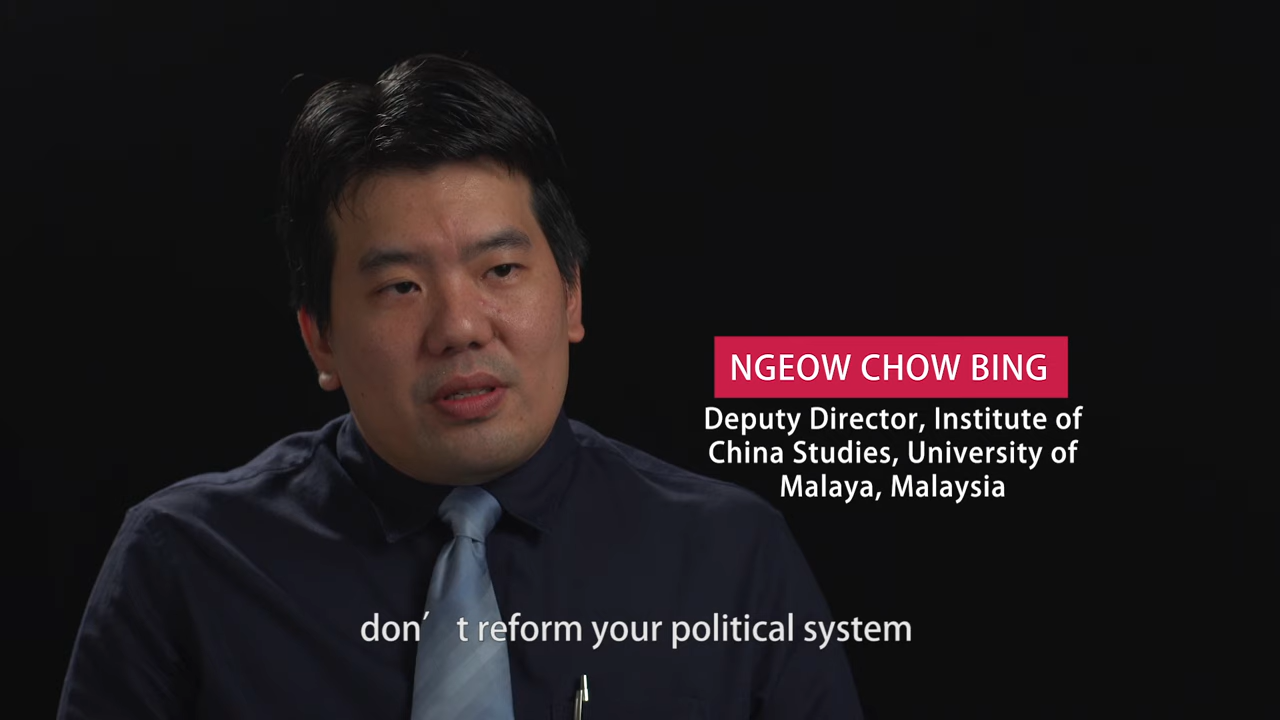 NGEOW CHOW BING
Deputy Director, Institute of
China Studies, University of
Malaya, Malaysia
don’ t reform your political system